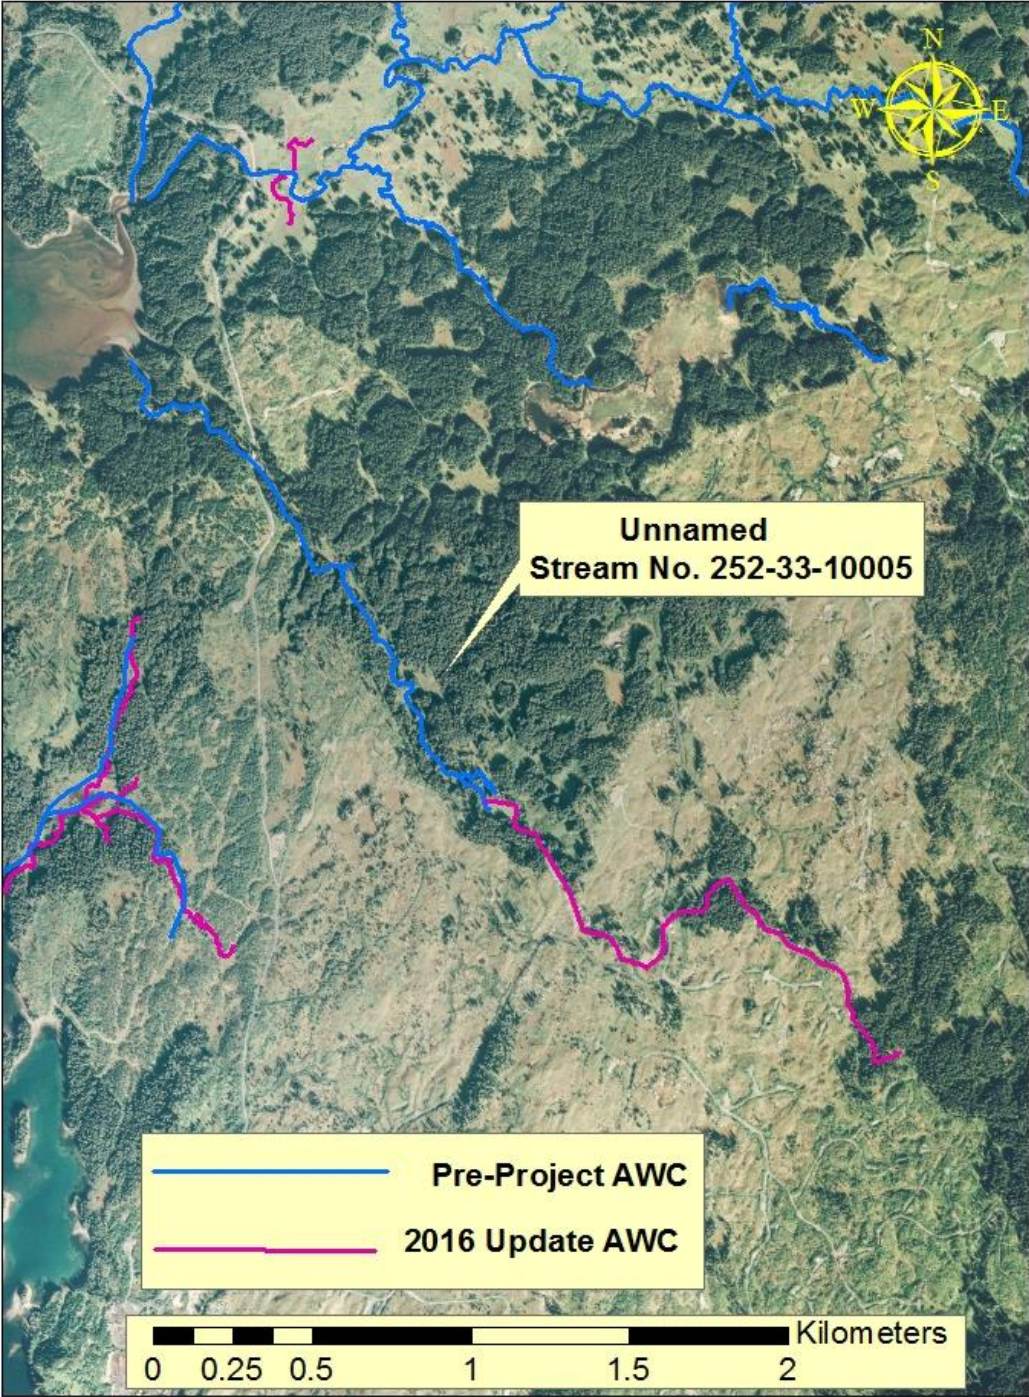 N
W E
S
Unnamed
Stream No. 252-33-10005
Pre-Project AWC
2016 Update AWC
Kilometers
0 0.25 0.5 1 1.5 2